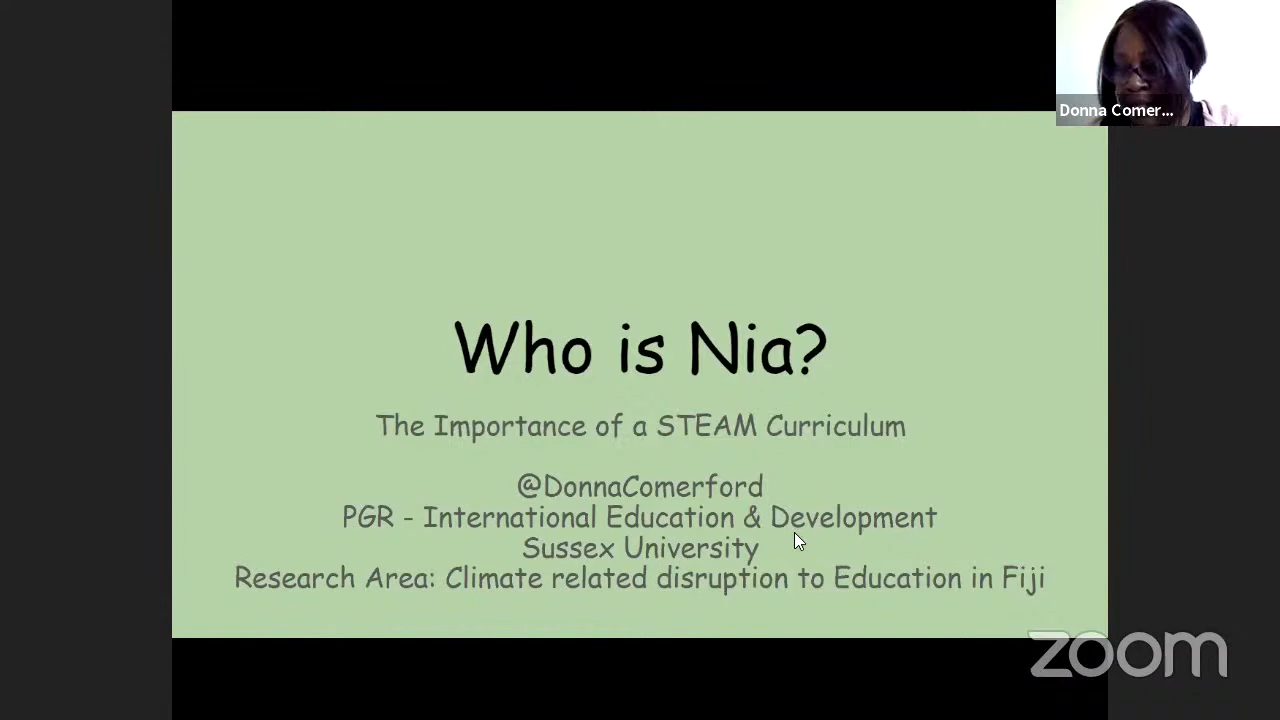 Donna Comer...
Who is Nia?
The Importance of a STEAM Curriculum
@DonnaComerford
PGR - International Education & Development
Sussex University
Research Area: Climate related disruption to Education in Fiji
zoom